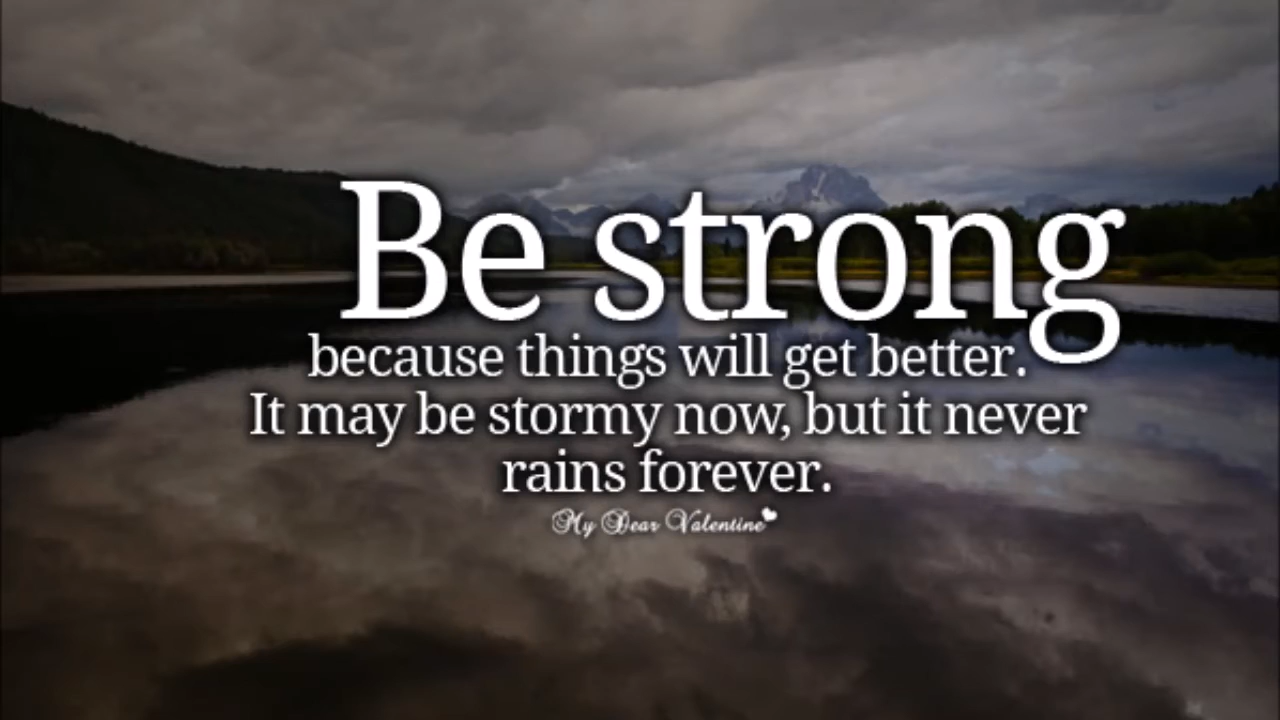 Be strong
because things will get better.
It may be stormy now, but it never
rains forever.
My Dear Valentine